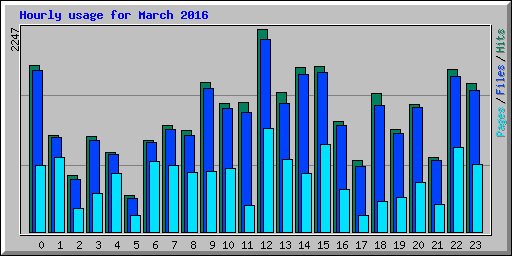 Hourly usage for March 2016
2247
Pages / Files / Hits
0 1 2 3 4 5 6 7 8 9 10 11 12 13 14 15 16 17 18 19 20 21 22 23